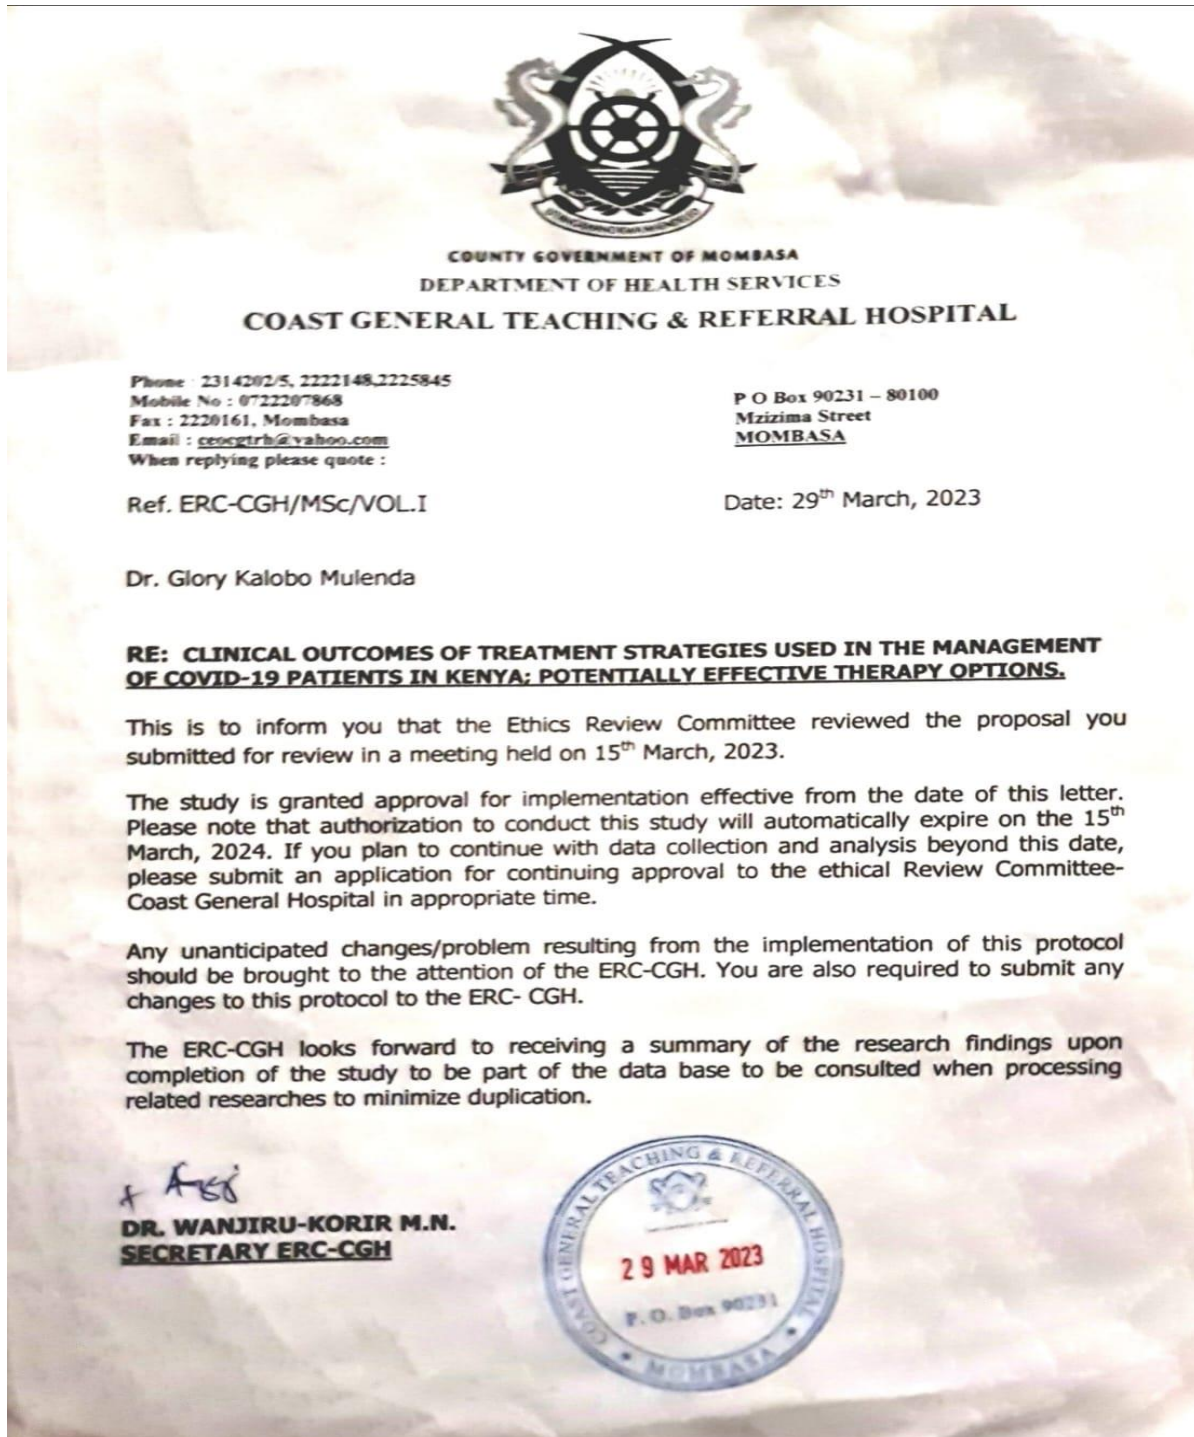 COUNTY GOVERNMENT OF MOMBASA
DEPARTMENT OF HEALTH SERVICES
COAST GENERAL TEACHING & REFERRAL HOSPITAL
Phone : 2314202/5, 2222148,2225845
Mobile No : 0722207868
Fax : 2220161, Mombasa
Email : ceocgtrh@yahoo.com
When replying please quote :
P O Box 90231 – 80100
Mzizima Street
MOMBASA
Ref. ERC-CGH/MSc/VOL.I
Date: 29th March, 2023
Dr. Glory Kalobo Mulenda
RE: CLINICAL OUTCOMES OF TREATMENT STRATEGIES USED IN THE MANAGEMENT
OF COVID-19 PATIENTS IN KENYA; POTENTIALLY EFFECTIVE THERAPY OPTIONS.
This is to inform you that the Ethics Review Committee reviewed the proposal you
submitted for review in a meeting held on 15th March, 2023.
The study is granted approval for implementation effective from the date of this letter.
Please note that authorization to conduct this study will automatically expire on the 15th
March, 2024. If you plan to continue with data collection and analysis beyond this date,
please submit an application for continuing approval to the ethical Review Committee-
Coast General Hospital in appropriate time.
Any unanticipated changes/problem resulting from the implementation of this protocol
should be brought to the attention of the ERC-CGH. You are also required to submit any
changes to this protocol to the ERC- CGH.
The ERC-CGH looks forward to receiving a summary of the research findings upon
completion of the study to be part of the data base to be consulted when processing
related researches to minimize duplication.
DR. WANJIRU-KORIR M.N.
SECRETARY ERC-CGH
COAST GENERAL TEACHING & REFERRAL HOSPITAL
29 MAR 2023
P. O. Box 90231
MOMBASA